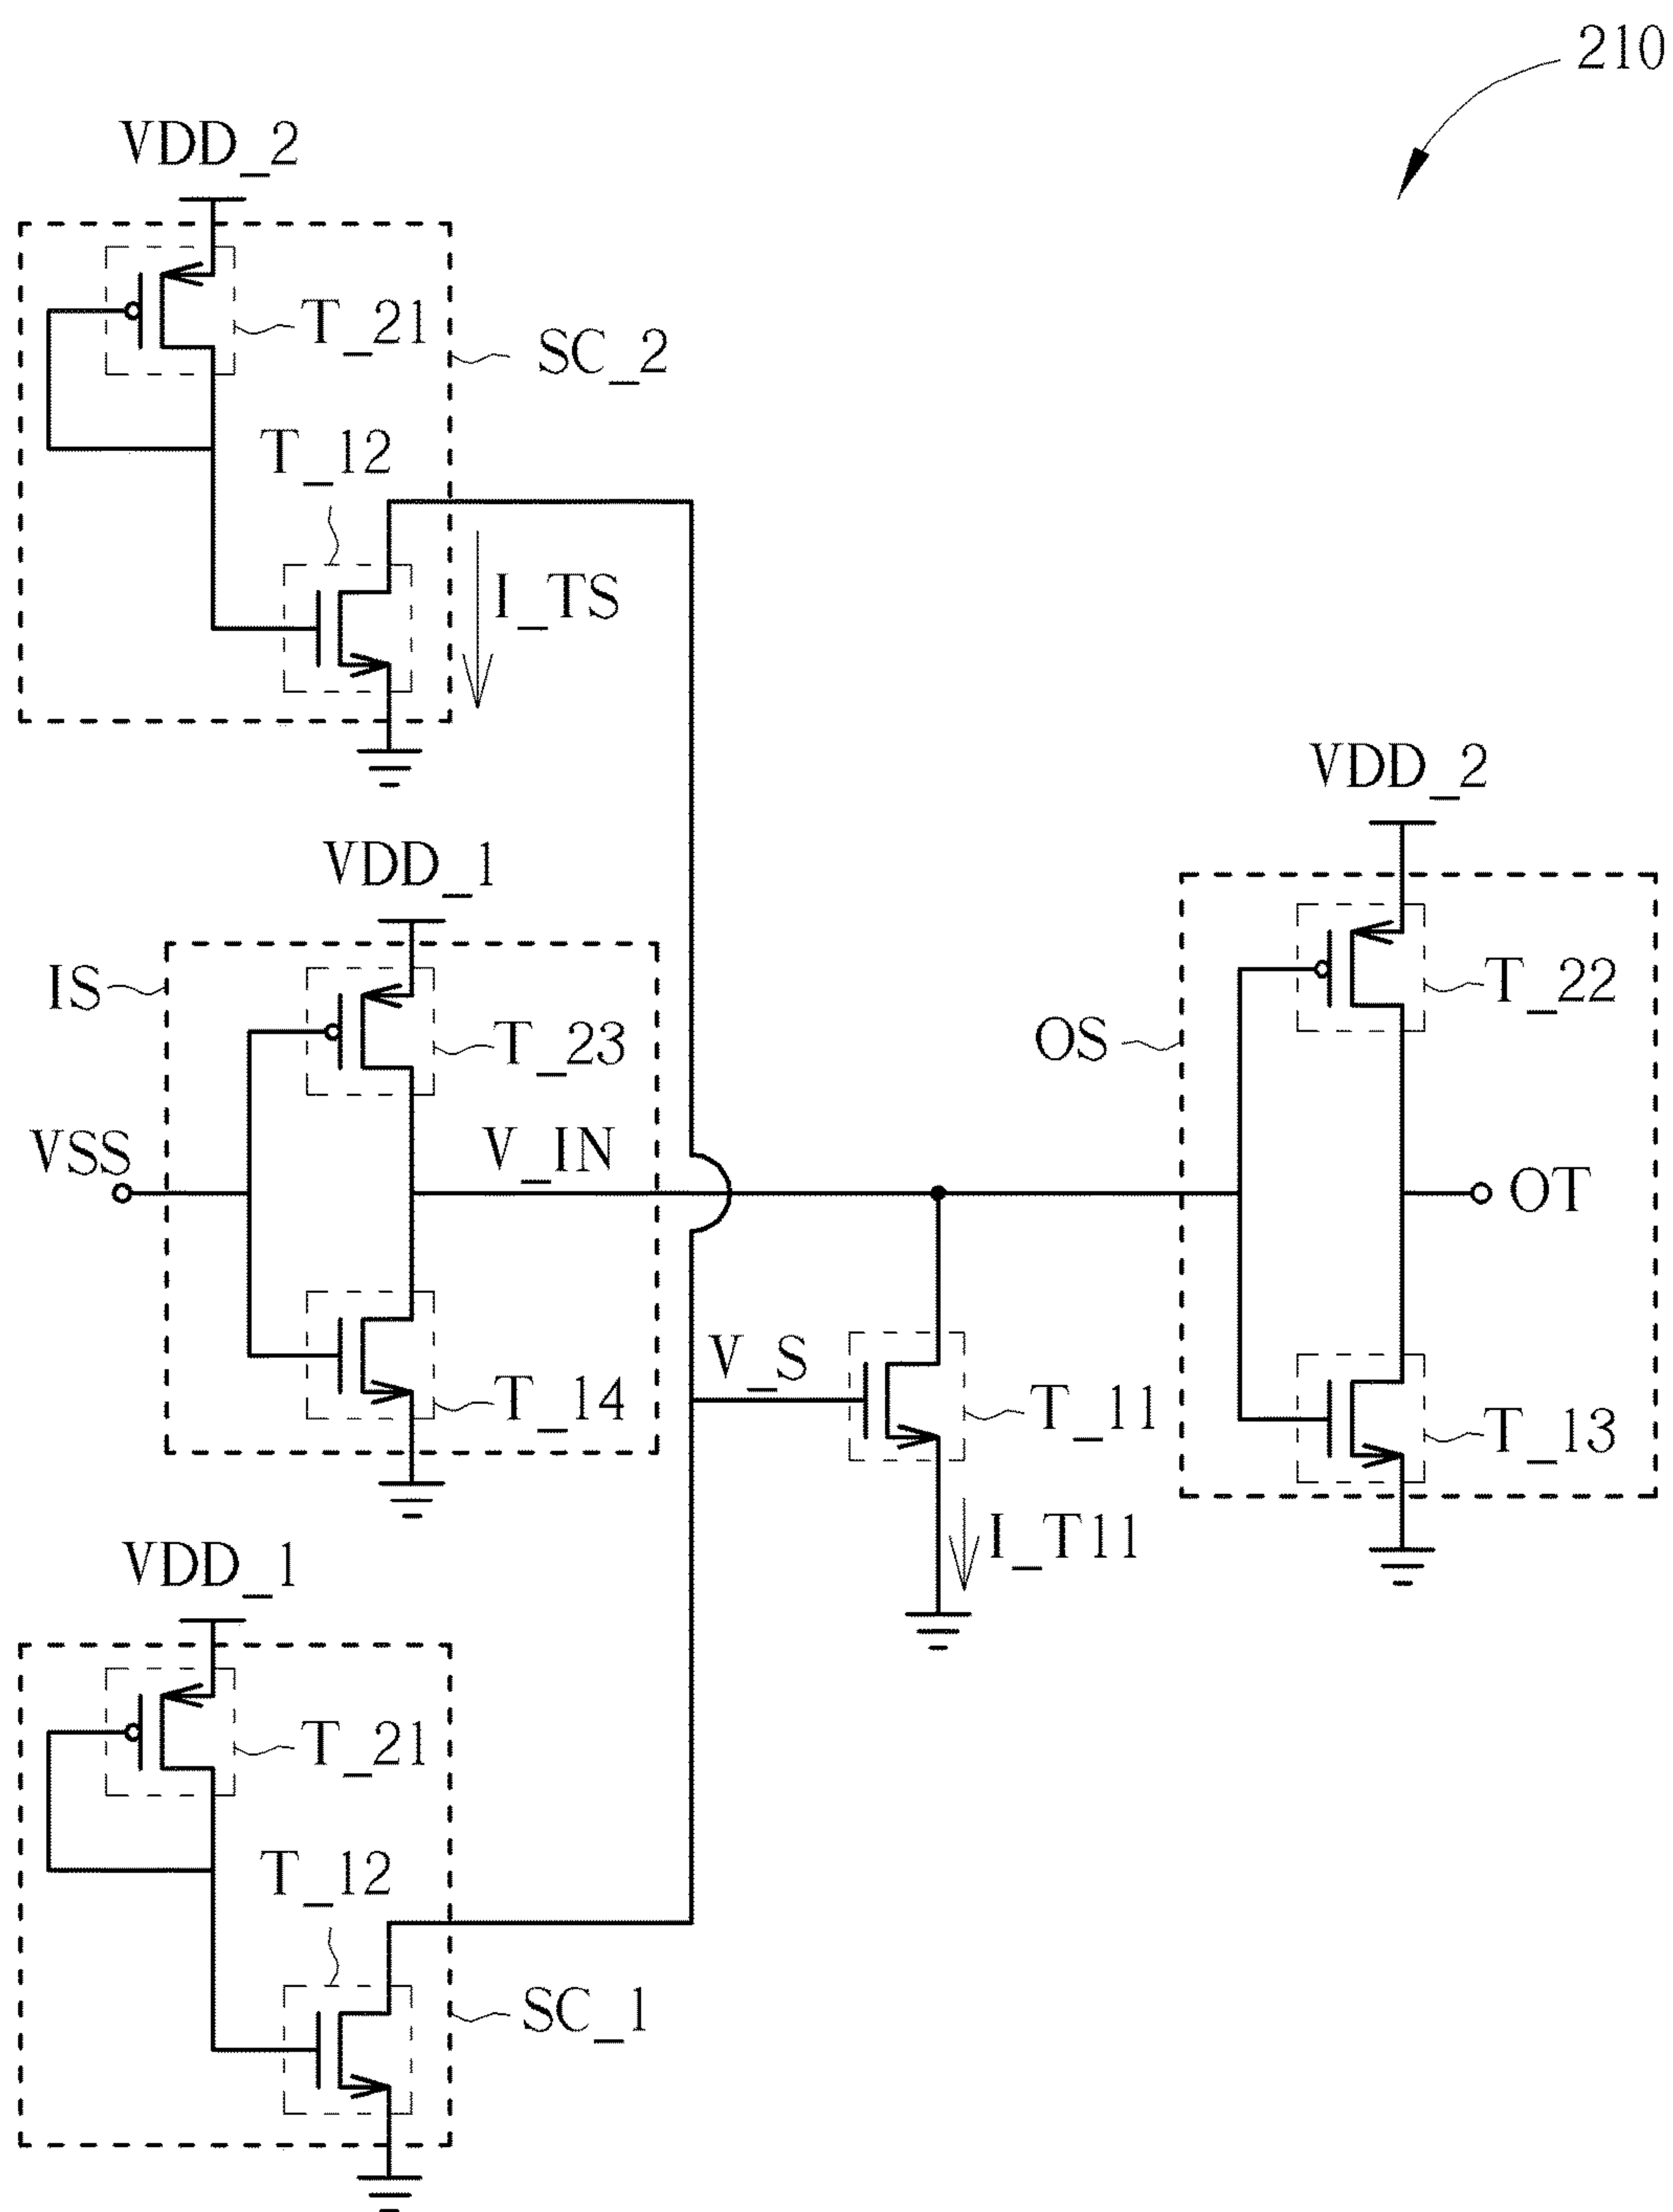 210
VDD_2
T_21
SC_2
T_12
I_TS
VDD_2
VDD_1
IS
T_22
T_23
OS
VSS
V_IN
OT
V_S
T_14
T_11
T_13
I_T11
VDD_1
T_21
T_12
SC_1